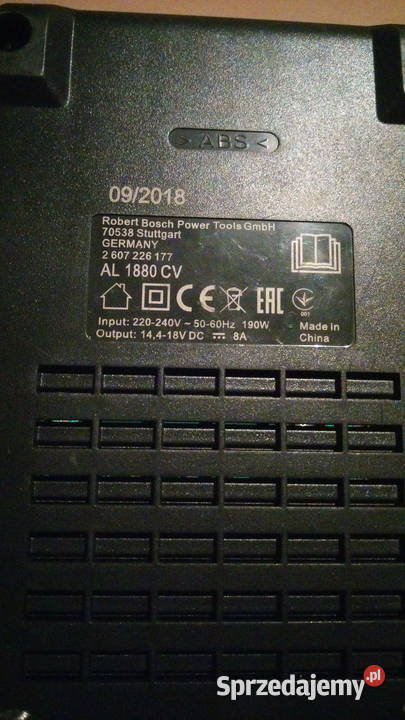 > ABS <
09/2018
Robert Bosch Power Tools GmbH
70538 Stuttgart
GERMANY
2 607 226 177
AL 1880 CV
CE EAC
001
Input: 220-240V ~ 50-60Hz 190W
Output: 14,4-18V DC ⎓ 8A
Made in
China
Sprzedajemy.pl